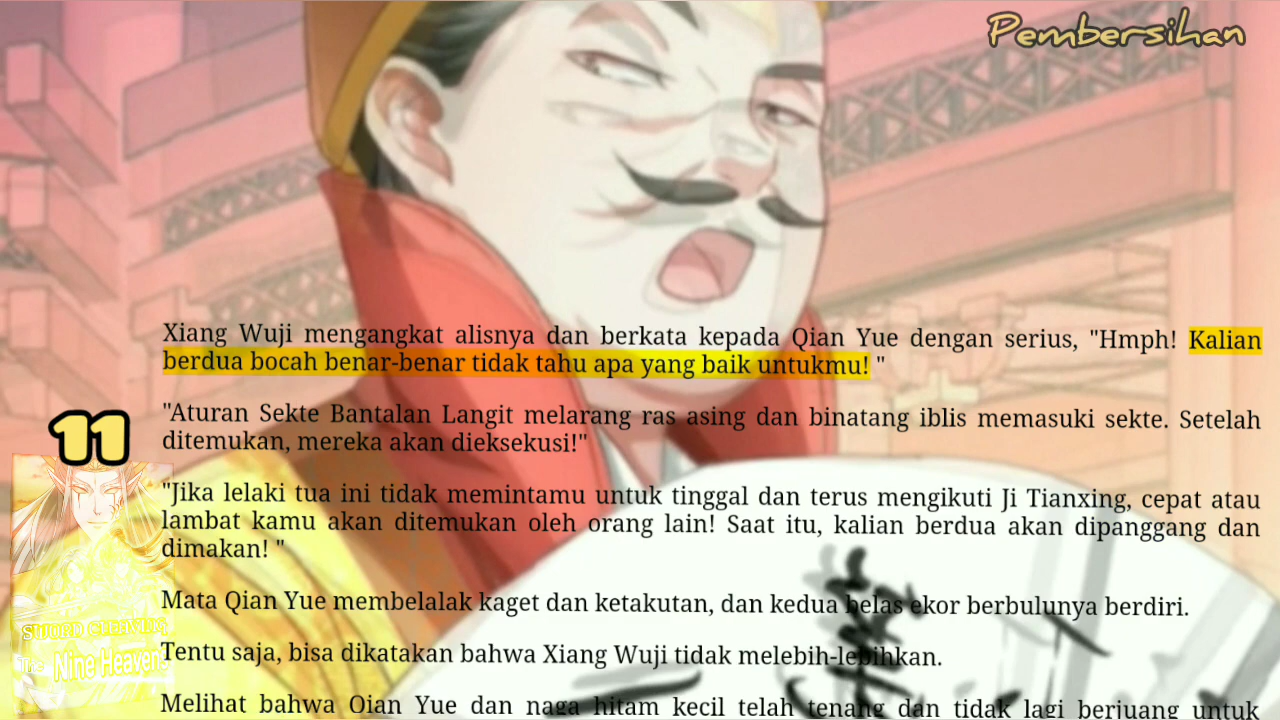 Pembersihan
Xiang Wuji mengangkat alisnya dan berkata kepada Qian Yue dengan serius, "Hmph! Kalian
berdua bocah benar-benar tidak tahu apa yang baik untukmu! "
"Aturan Sekte Bantalan Langit melarang ras asing dan binatang iblis memasuki sekte. Setelah
ditemukan, mereka akan dieksekusi!"
11
"Jika lelaki tua ini tidak memintamu untuk tinggal dan terus mengikuti Ji Tianxing, cepat atau
lambat kamu akan ditemukan oleh orang lain! Saat itu, kalian berdua akan dipanggang dan
dimakan! "
Mata Qian Yue membelalak kaget dan ketakutan, dan kedua belas ekor berbulunya berdiri.
Tentu saja, bisa dikatakan bahwa Xiang Wuji tidak melebih-lebihkan.
SWORD CLEAVING
The Nine Heavens
Melihat bahwa Qian Yue dan naga hitam kecil telah tenang dan tidak lagi berjuang untuk